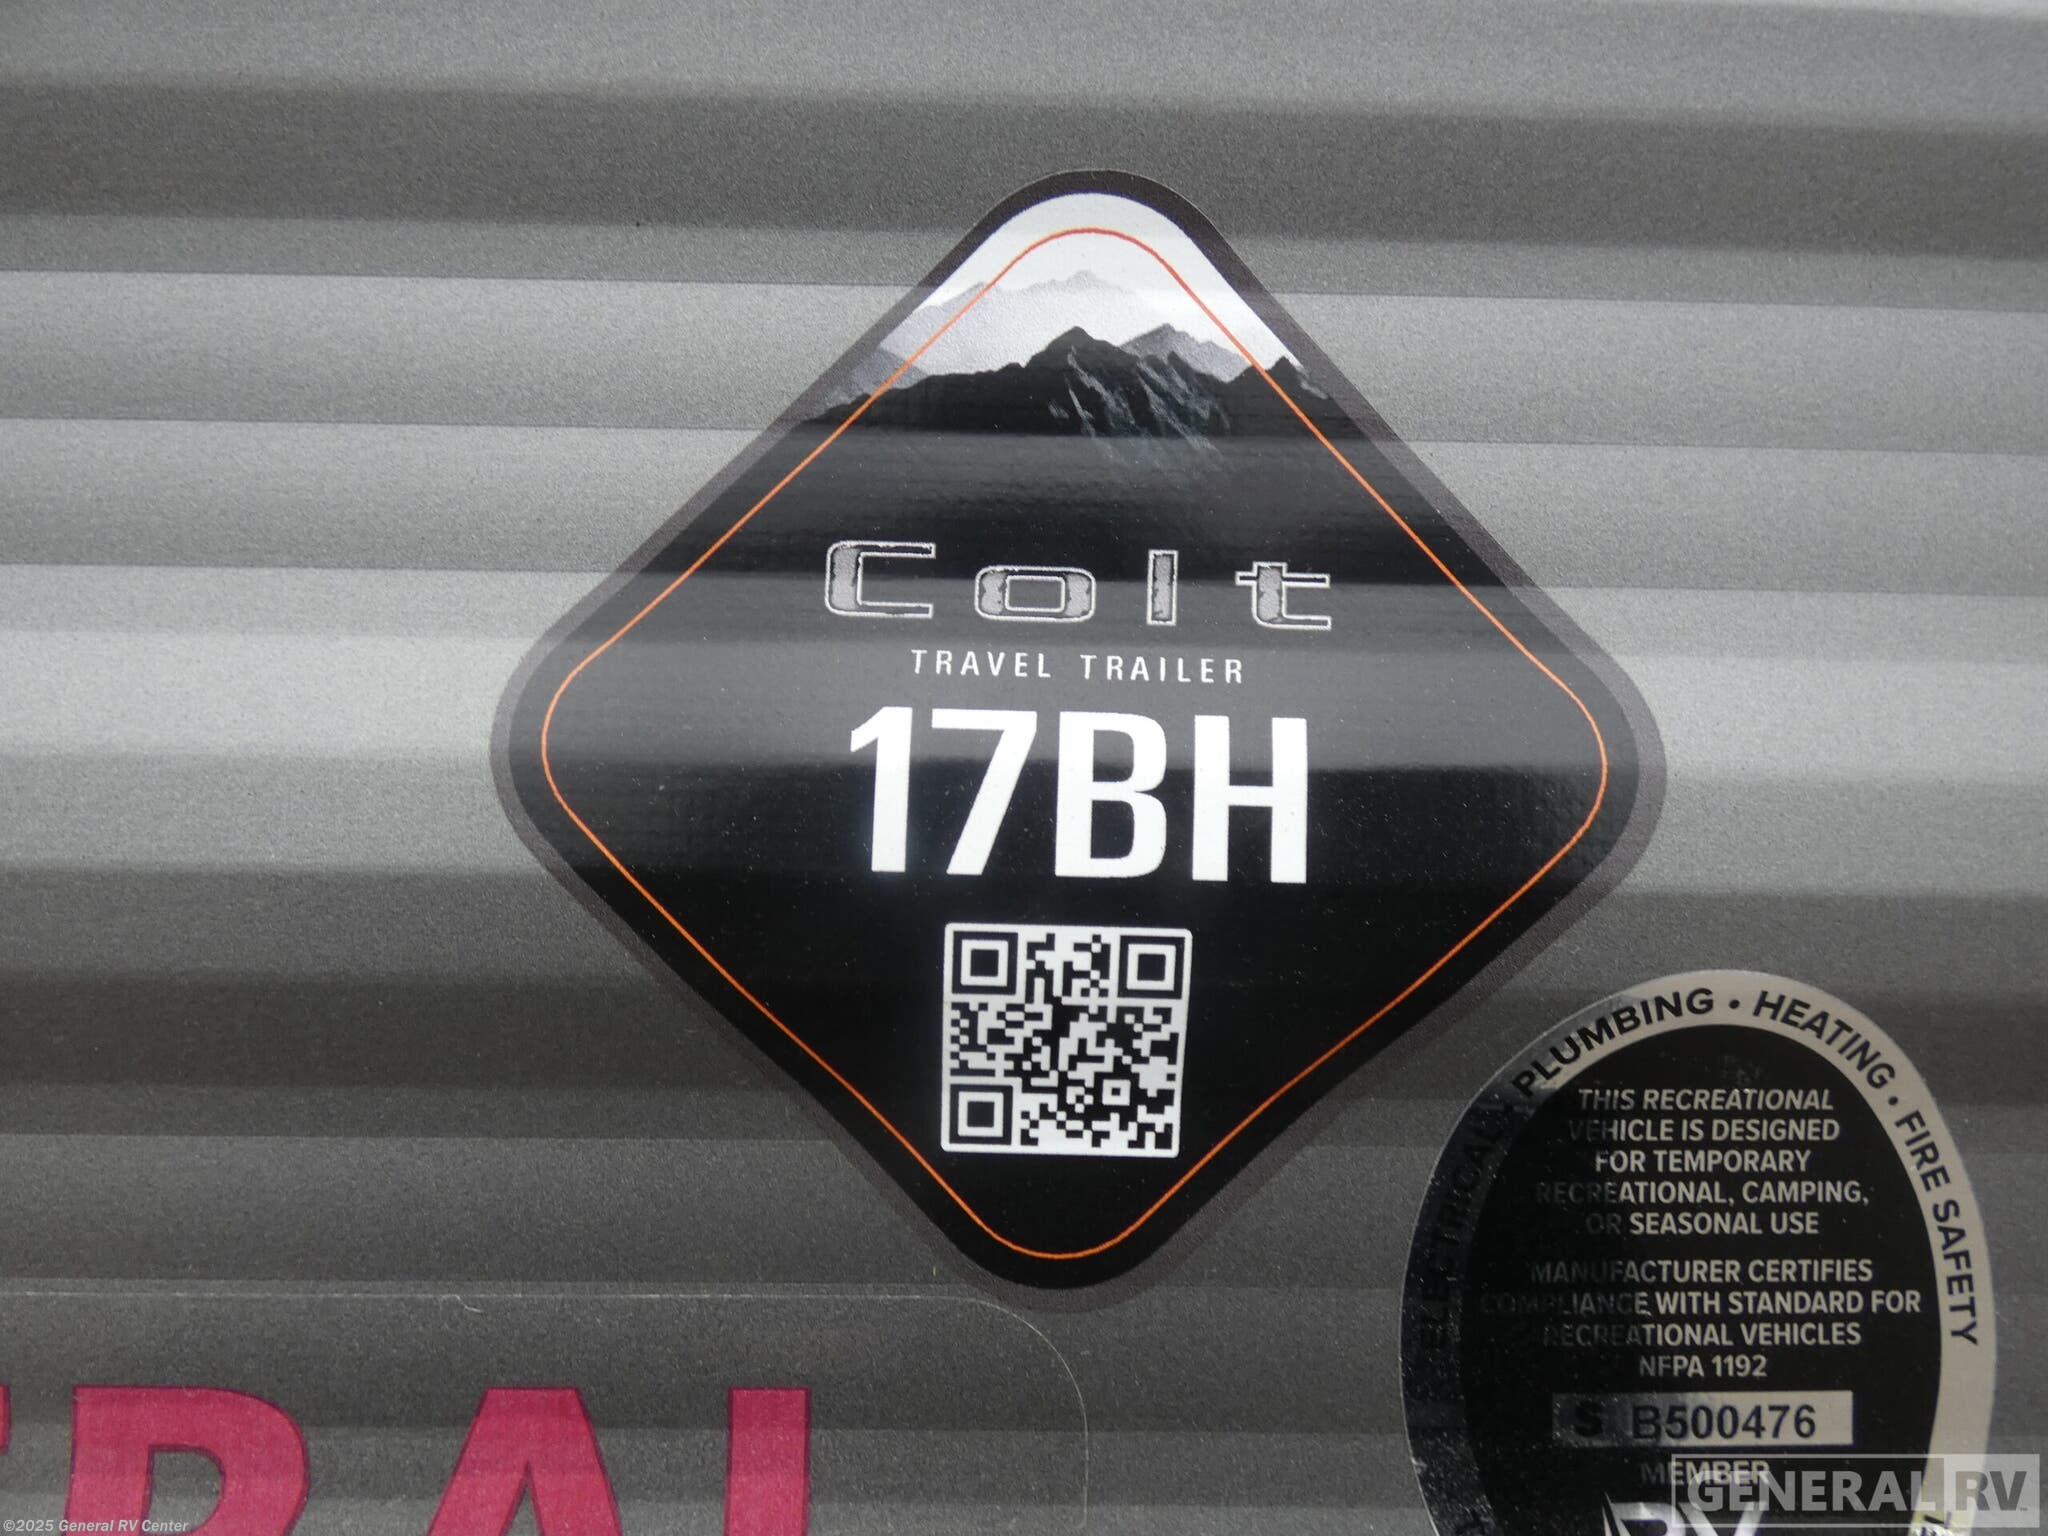 Colt
TRAVEL TRAILER
17BH
ELECTRICAL • PLUMBING • HEATING • FIRE SAFETY
THIS RECREATIONAL
VEHICLE IS DESIGNED
FOR TEMPORARY
RECREATIONAL, CAMPING,
OR SEASONAL USE
MANUFACTURER CERTIFIES
COMPLIANCE WITH STANDARD FOR
RECREATIONAL VEHICLES
NFPA 1192
S B500476
MEMBER
RV
GENERAL RV
©2025 General RV Center